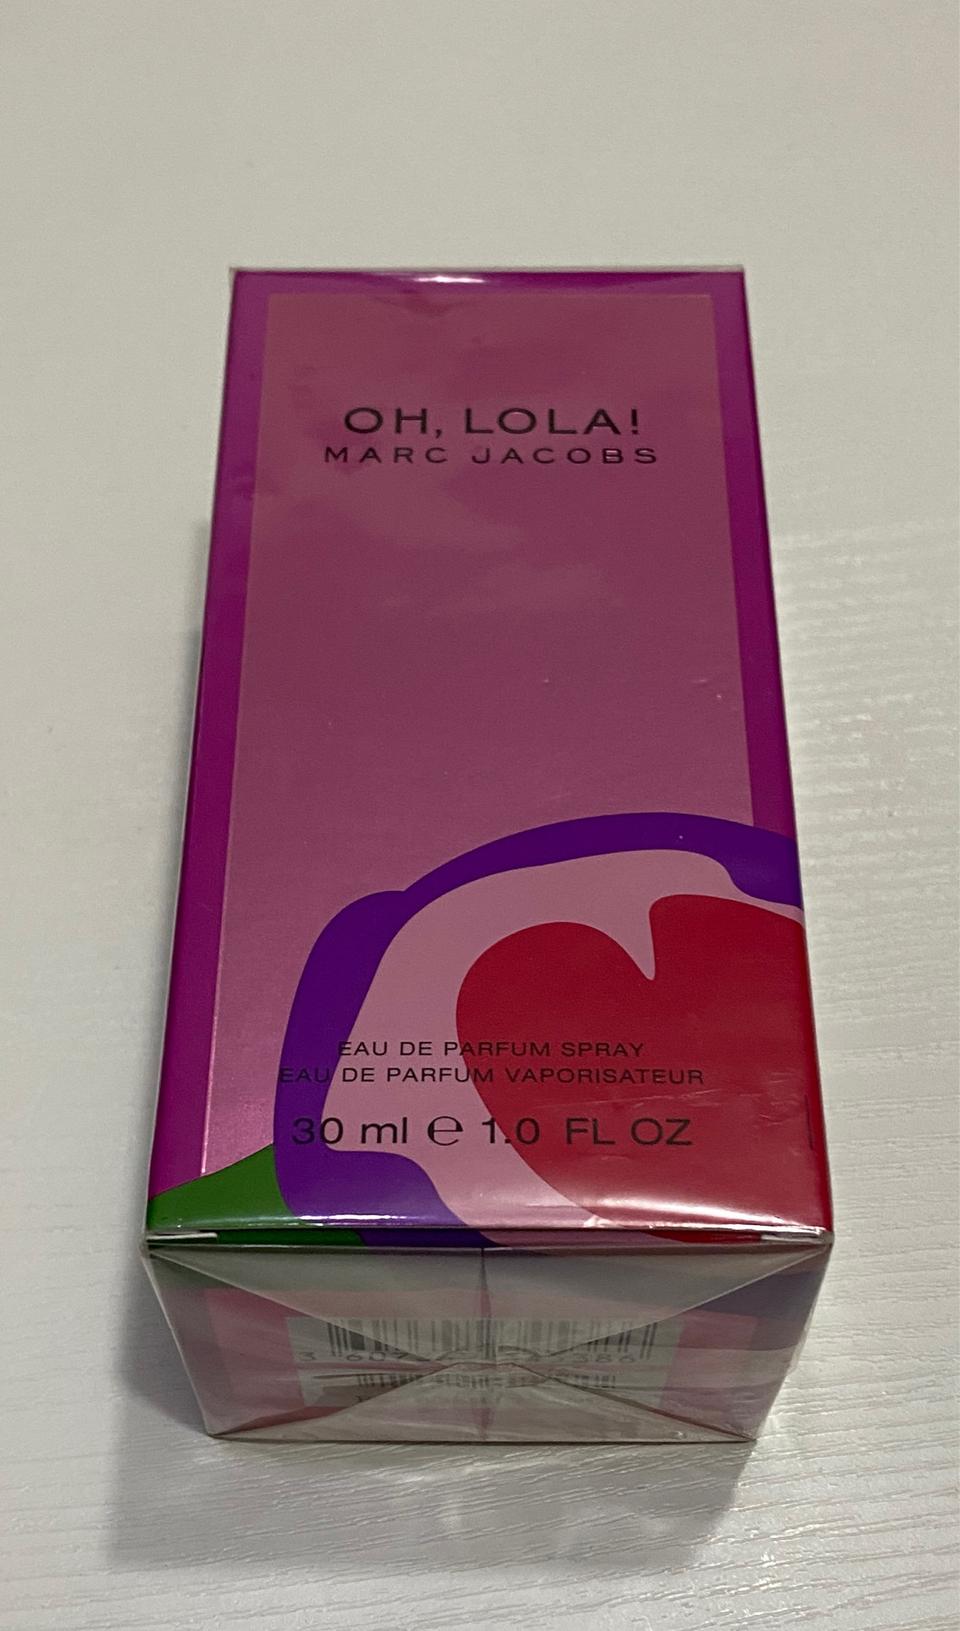 OH, LOLA!
MARC JACOBS
EAU DE PARFUM SPRAY
EAU DE PARFUM VAPORISATEUR
30 ml ℮ 1.0 FL OZ